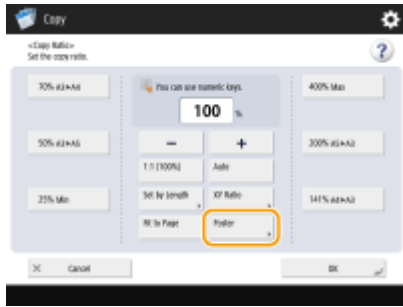 Copy
<Copy Ratio>
Set the copy ratio.
70% A3►A4
You can use numeric keys.
400% Max
100 %
50% A3►A5
- +
200% A5►A3
1:1 (100%) Auto
25% Min
Set by Length XY Ratio
141% A4►A3
Fit to Page Poster
Cancel OK